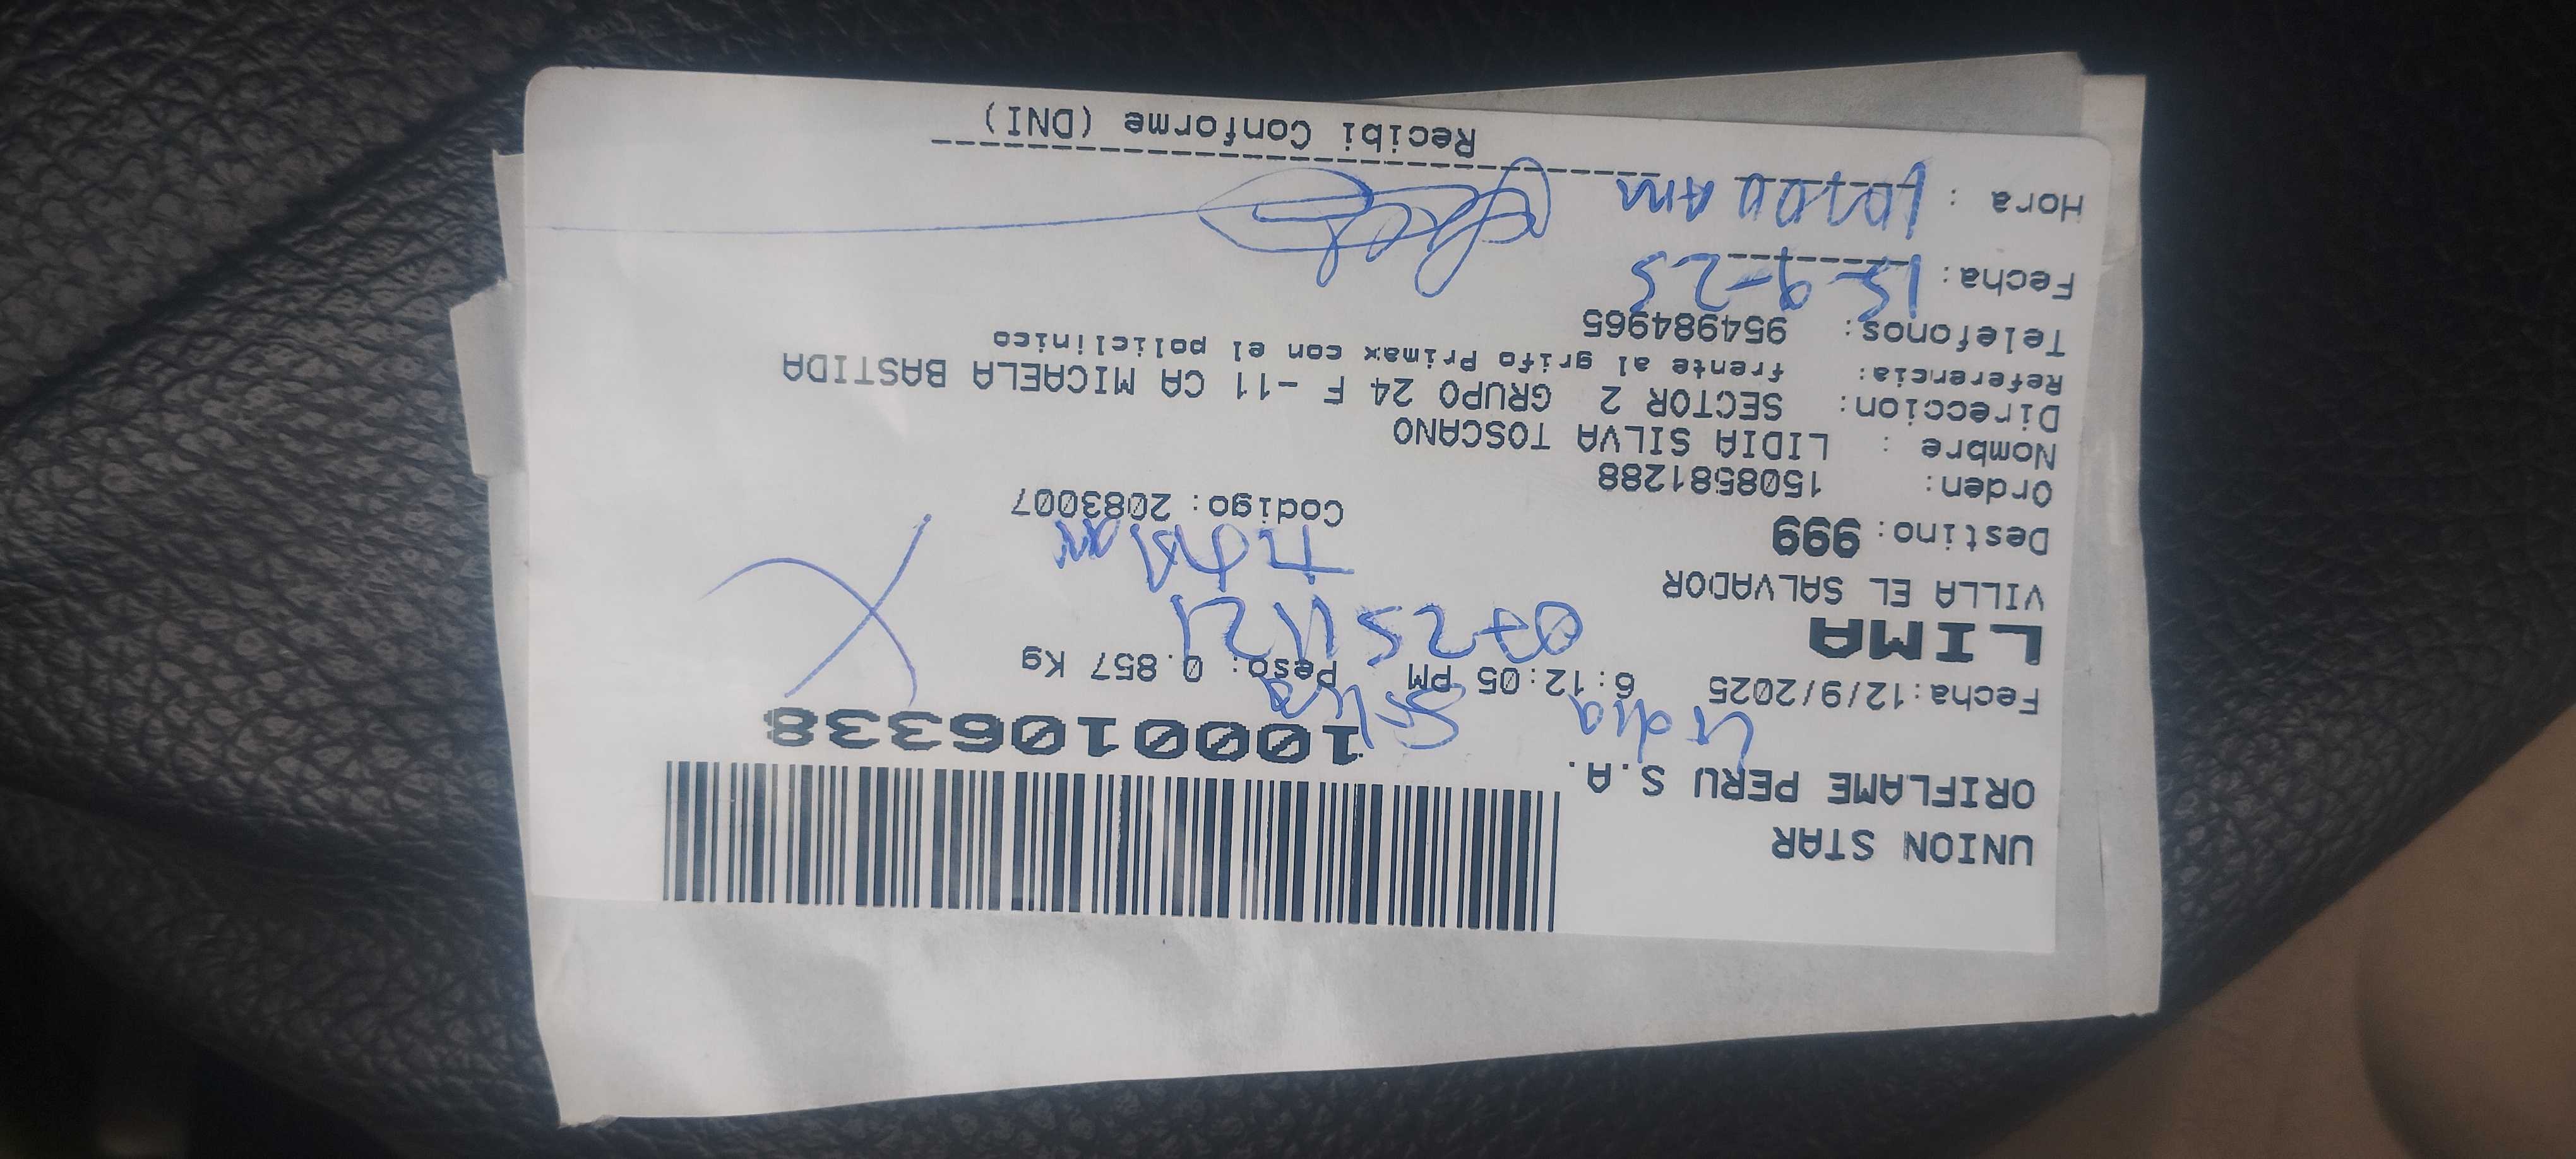 UNION STAR
ORIFLAME PERU S.A.
1000106338
Lidia Silva
Fecha:12/9/2025 6:12:05 PM Peso: 0.857 Kg
LIMA
07251121
VILLA EL SALVADOR
Destino: 999
Codigo: 2083007
Orden: 1508581288
Nombre : LIDIA SILVA TOSCANO
Direccion: SECTOR 2 GRUPO 24 F -11 CA MICAELA BASTIDA
Referencia: frente al grifo Primax con el policlinico
Telefonos: 954984965
Fecha: 15-9-25
Hora : 10:00 AM
Recibi Conforme (DNI)